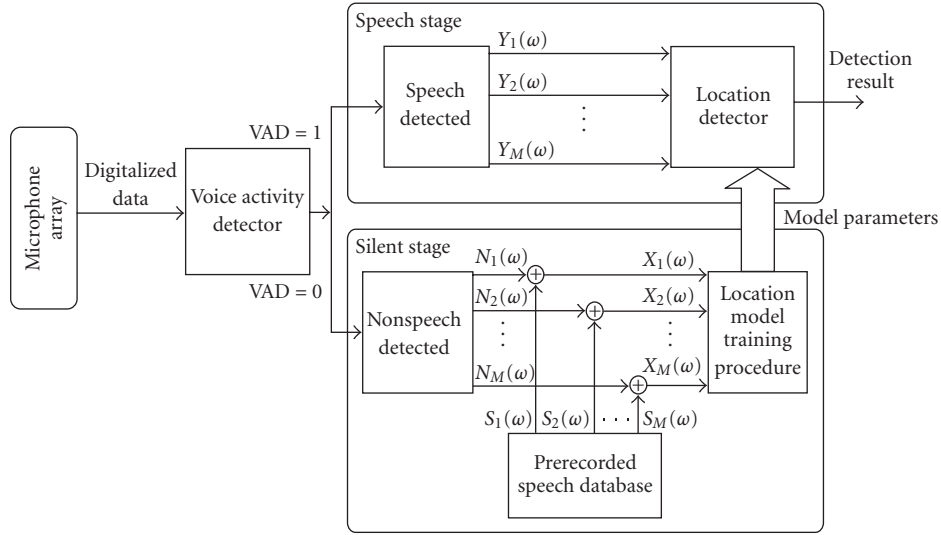 Microphone
array
Digitalized
data
Voice activity
detector
VAD = 1
VAD = 0
Speech stage
Speech
detected
Y1(ω)
Y2(ω)
⋮
YM(ω)
Location
detector
Detection
result
Model parameters
Silent stage
Nonspeech
detected
N1(ω)
N2(ω)
⋮
NM(ω)
+
+
+
X1(ω)
X2(ω)
⋮
XM(ω)
Location
model
training
procedure
S1(ω) S2(ω) ··· SM(ω)
Prerecorded
speech database